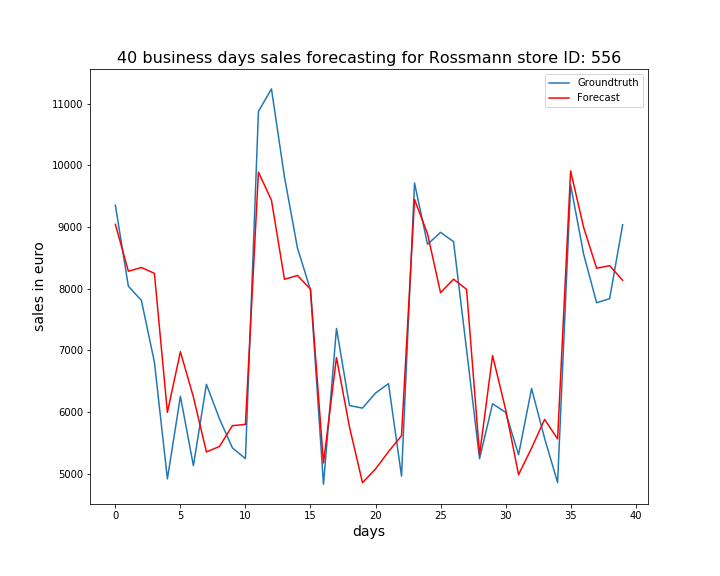 40 business days sales forecasting for Rossmann store ID: 556
Groundtruth
Forecast
sales in euro
11000
10000
9000
8000
7000
6000
5000
0 5 10 15 20 25 30 35 40
days